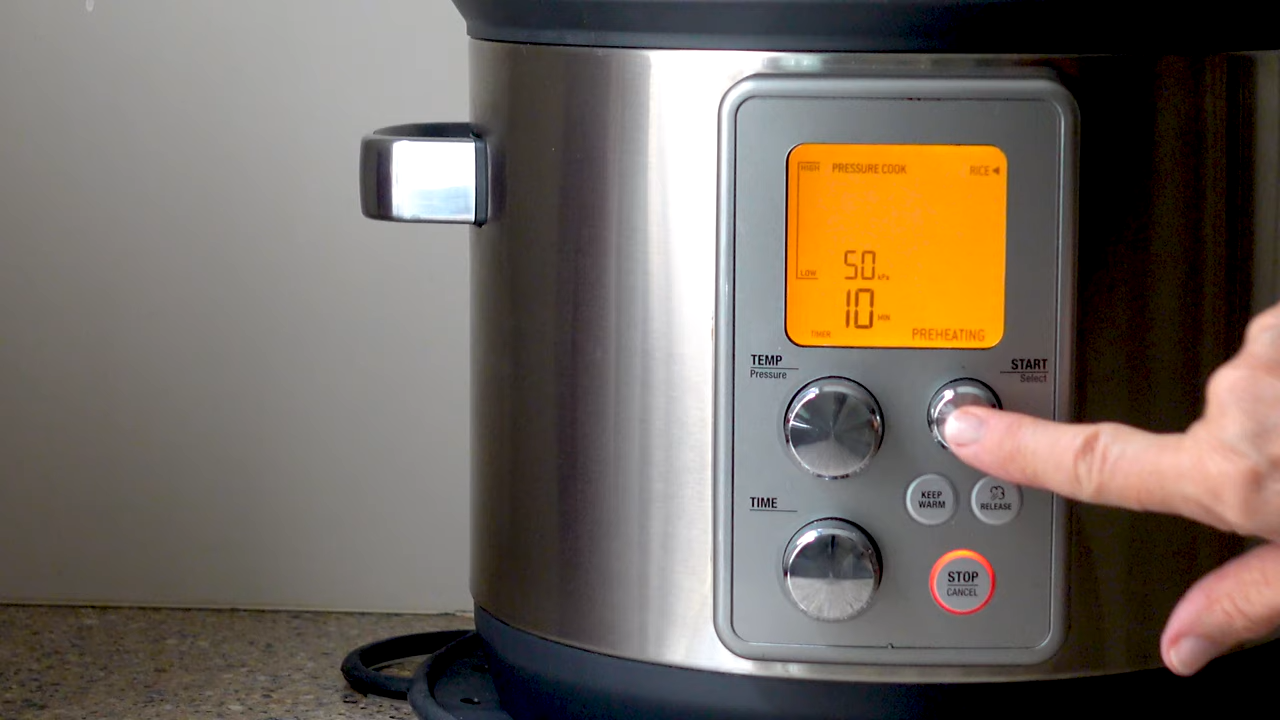 HIGH PRESSURE COOK RICE
50 kPa
LOW
10 MIN
TIMER PREHEATING
TEMP
Pressure
START
Select
KEEP
WARM
RELEASE
TIME
STOP
CANCEL